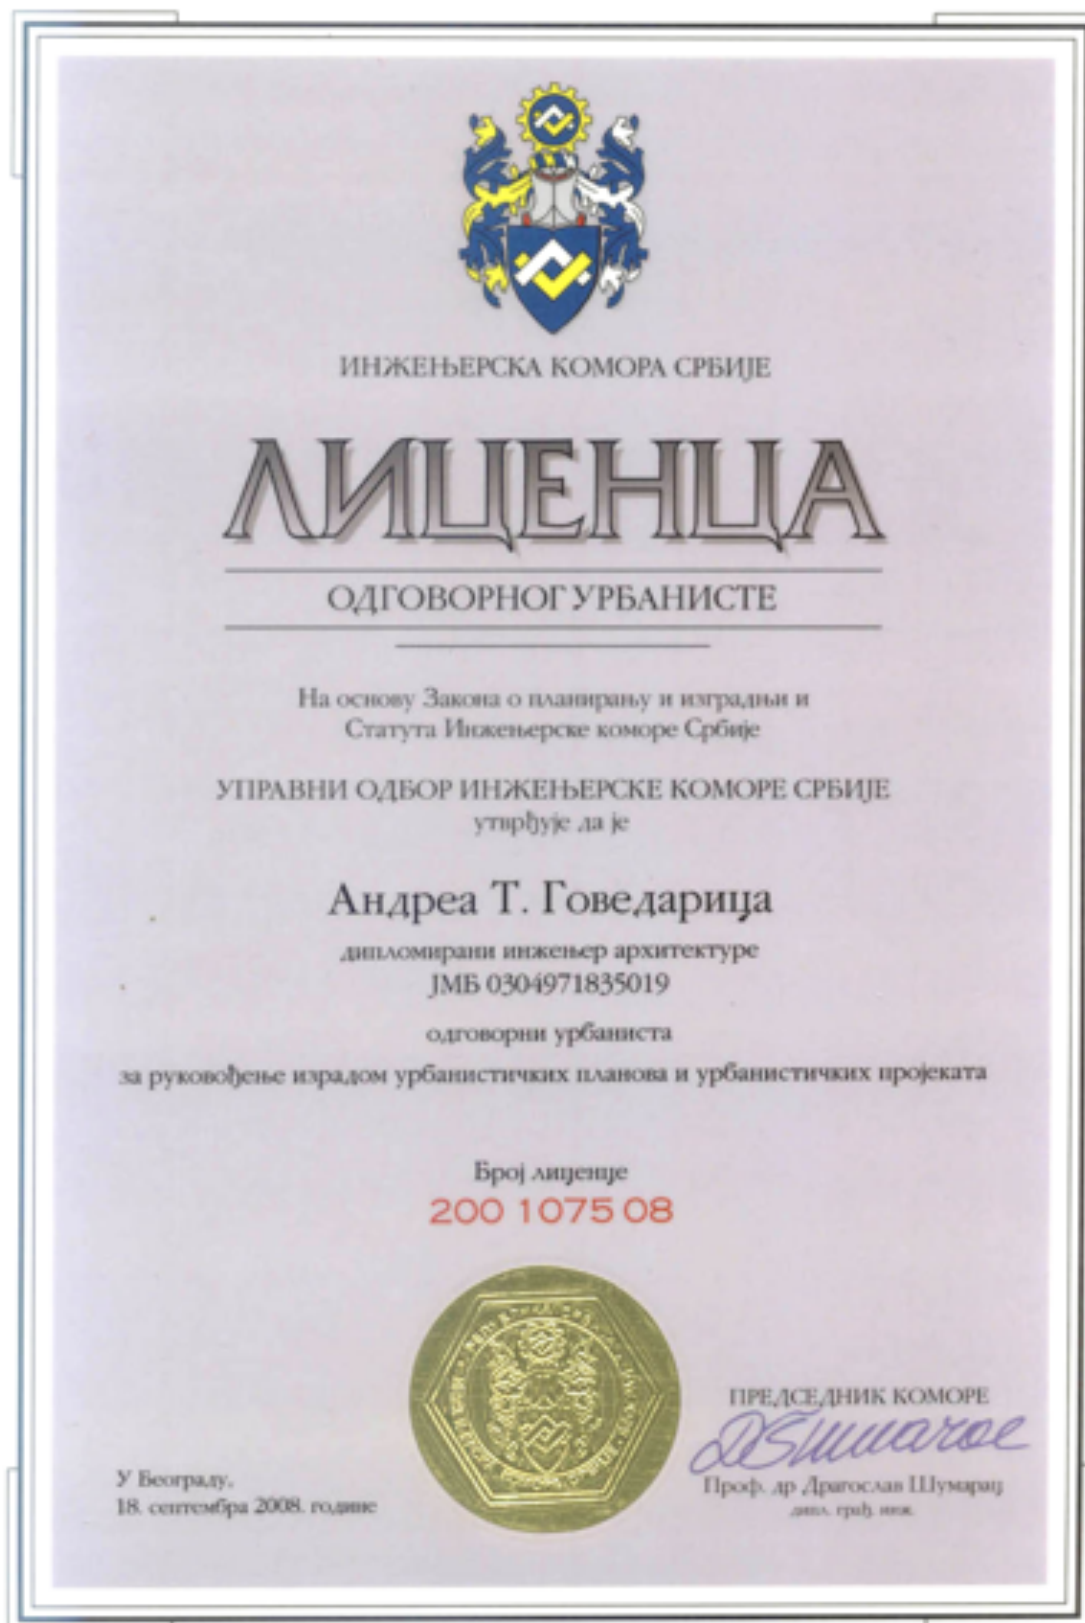 ИНЖЕЊЕРСКА КОМОРА СРБИЈЕ
ЛИЦЕНЦА
ОДГОВОРНОГ УРБАНИСТЕ
На основу Закона о планирању и изградњи и
Статута Инжењерске коморе Србије
УПРАВНИ ОДБОР ИНЖЕЊЕРСКЕ КОМОРЕ СРБИЈЕ
утврђује да је
Андреа Т. Говедарица
дипломирани инжењер архитектуре
ЈМБ 0304971835019
одговорни урбаниста
за руковођење израдом урбанистичких планова и урбанистичких пројеката
Број лиценце
200 1075 08
ПРЕДСЕДНИК КОМОРЕ
Проф. др Драгослав Шумарац
дипл. грађ. инж.
У Београду,
18. септембра 2008. године